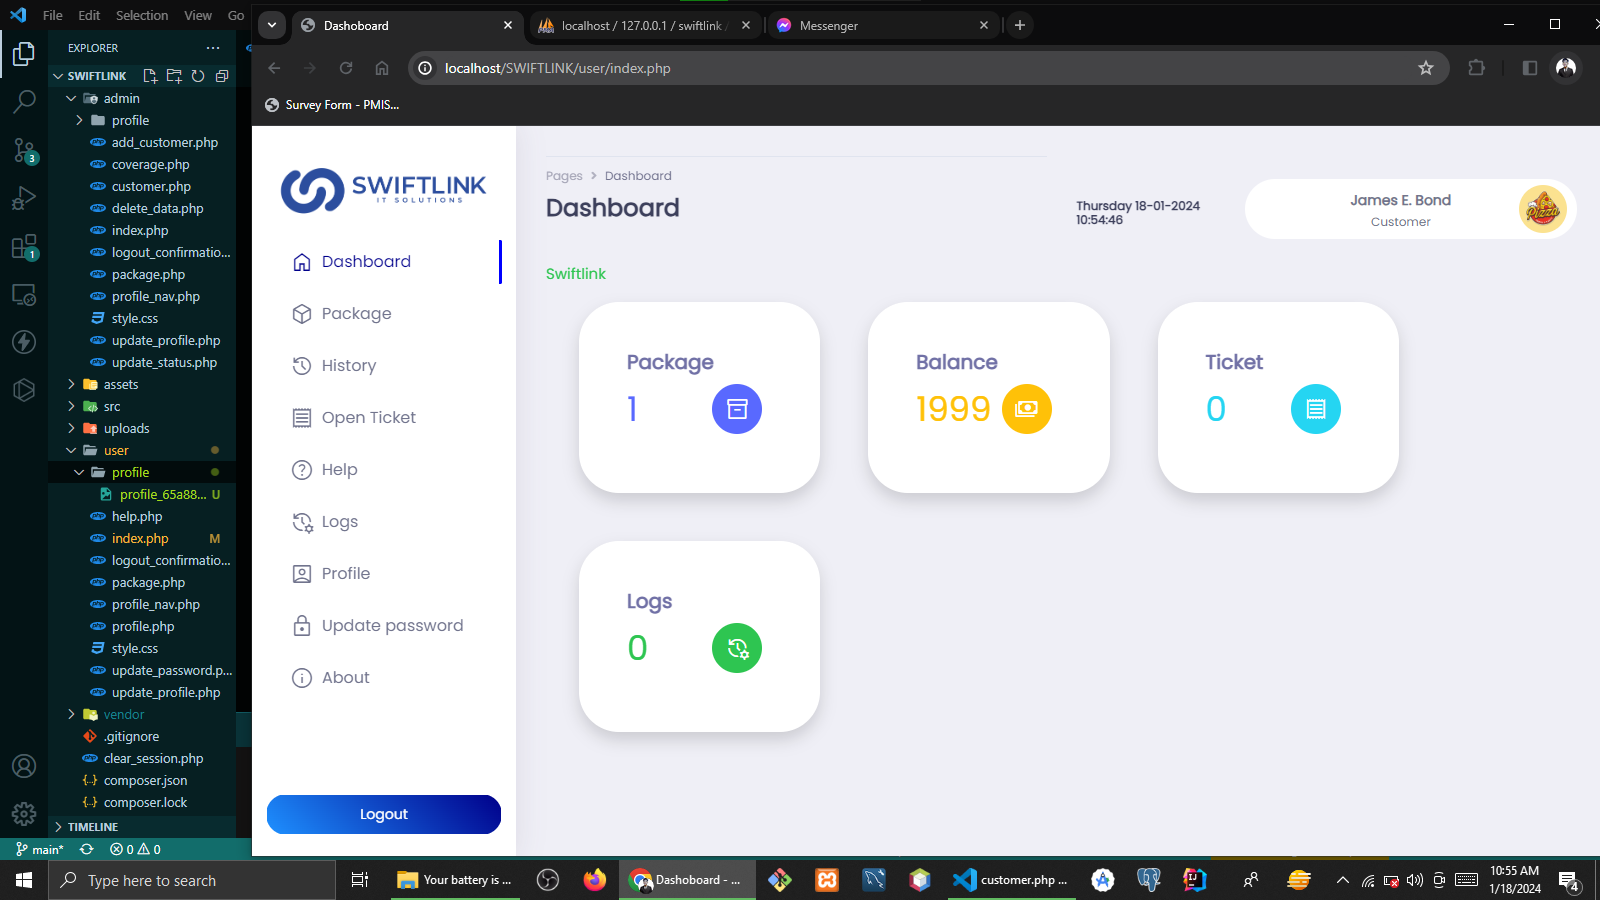 File Edit Selection View Go
EXPLORER
SWIFTLINK
admin
profile
add_customer.php
coverage.php
customer.php
delete_data.php
index.php
logout_confirmatio...
package.php
profile_nav.php
style.css
update_profile.php
update_status.php
assets
src
uploads
user
profile
profile_65a88... U
help.php
index.php M
logout_confirmatio...
package.php
profile_nav.php
profile.php
style.css
update_password.p...
update_profile.php
vendor
.gitignore
clear_session.php
composer.json
composer.lock
TIMELINE
3
1
main* 0 0
Dashoboard
localhost / 127.0.0.1 / swiftlink
Messenger
localhost/SWIFTLINK/user/index.php
Survey Form - PMIS...
SWIFTLINK
IT SOLUTIONS
Dashboard
Package
History
Open Ticket
Help
Logs
Profile
Update password
About
Logout
Pages > Dashboard
Dashboard
Thursday 18-01-2024
10:54:46
James E. Bond
Customer
Pizza
Swiftlink
Package
1
Balance
1999
Ticket
0
Logs
0
Type here to search
Your battery is ...
Dashoboard - ...
customer.php ...
10:55 AM
1/18/2024
4